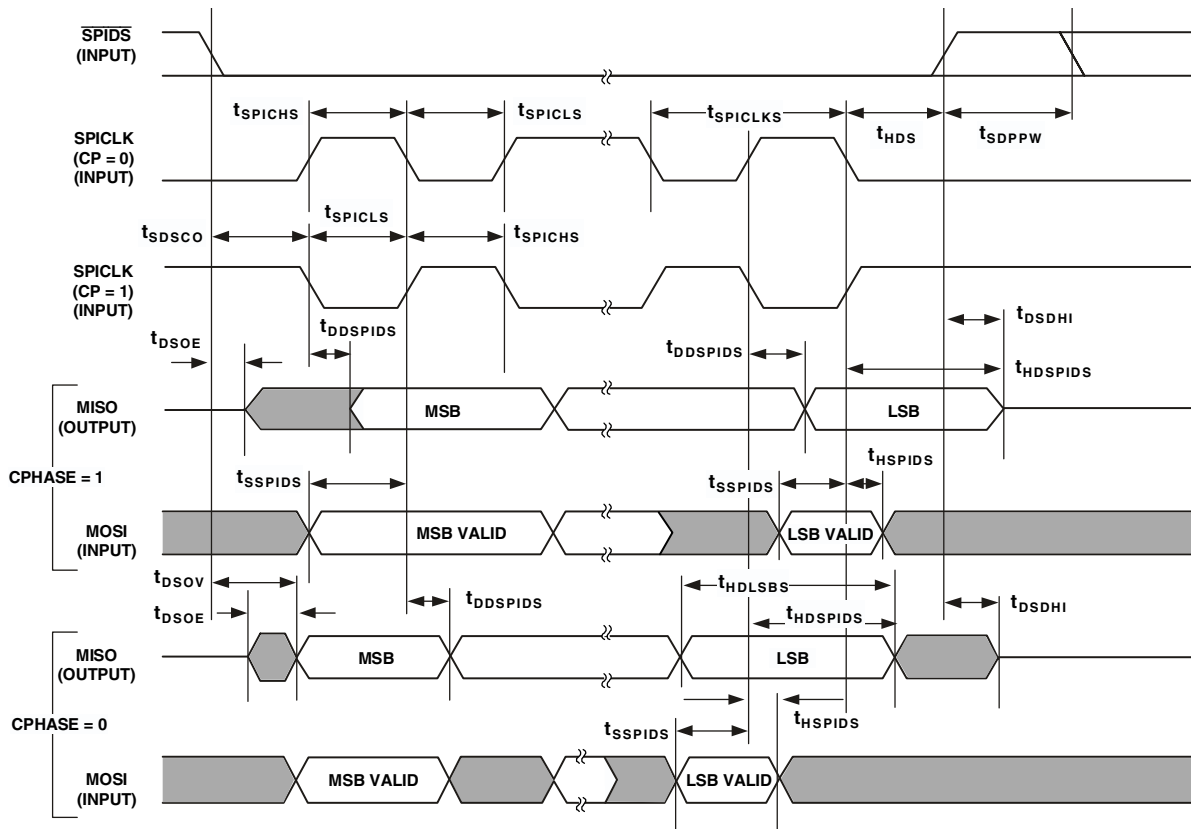 SPIDS
(INPUT)
tSPICHS
tSPICLS
tSPICLKS
tHDS
tSDPPW
SPICLK
(CP = 0)
(INPUT)
tSDSCO
tSPICLS
tSPICHS
SPICLK
(CP = 1)
(INPUT)
tDSOE
tDDSPIDS
tDDSPIDS
tDSDHI
tHDSPIDS
MISO
(OUTPUT)
MSB
LSB
CPHASE = 1
tSSPIDS
tSSPIDS
tHSPIDS
MOSI
(INPUT)
MSB VALID
LSB VALID
tDSOV
tDSOE
tDDSPIDS
tHDLSBS
tHDSPIDS
tDSDHI
MISO
(OUTPUT)
MSB
LSB
CPHASE = 0
tSSPIDS
tHSPIDS
MOSI
(INPUT)
MSB VALID
LSB VALID